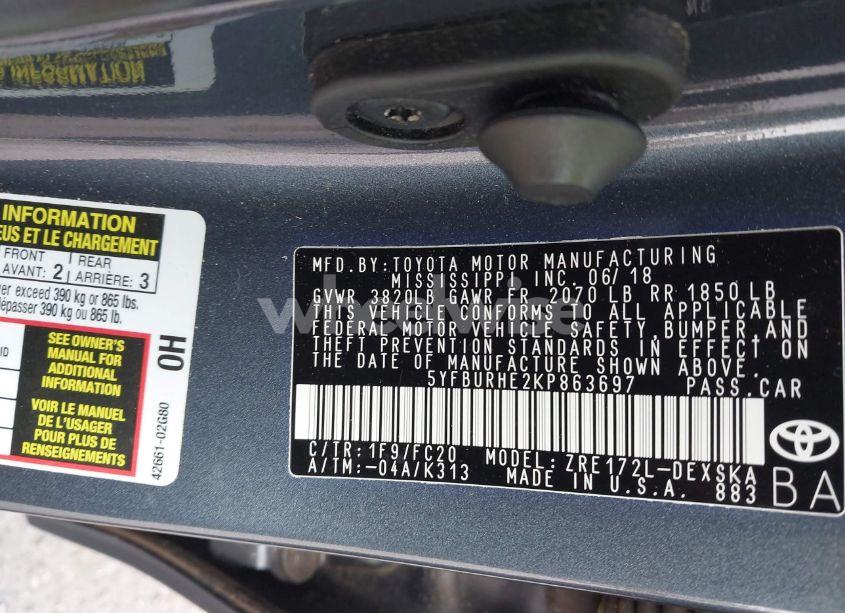 INFORMATION
INFORMATION
EUS ET LE CHARGEMENT
FRONT
AVANT: 2
REAR
ARRIÈRE: 3
er exceed 390 kg or 865 lbs.
dépasser 390 kg ou 865 lb.
SEE OWNER'S
MANUAL FOR
ADDITIONAL
INFORMATION
VOIR LE MANUEL
DE L'USAGER
POUR PLUS DE
RENSEIGNEMENTS
OH
42661-02G80
MFD.BY:TOYOTA MOTOR MANUFACTURING
MISSISSIPPI, INC. 06/18
GVWR 3820LB GAWR FR 2070 LB RR 1850 LB
THIS VEHICLE CONFORMS TO ALL APPLICABLE
FEDERAL MOTOR VEHICLE SAFETY, BUMPER, AND
THEFT PREVENTION STANDARDS IN EFFECT ON
THE DATE OF MANUFACTURE SHOWN ABOVE.
5YFBURHE2KP863697 PASS.CAR
C/TR: 1F9/FC20 MODEL: ZRE172L-DEXSKA
A/TM:-04A/K313 MADE IN U.S.A. 883
BA